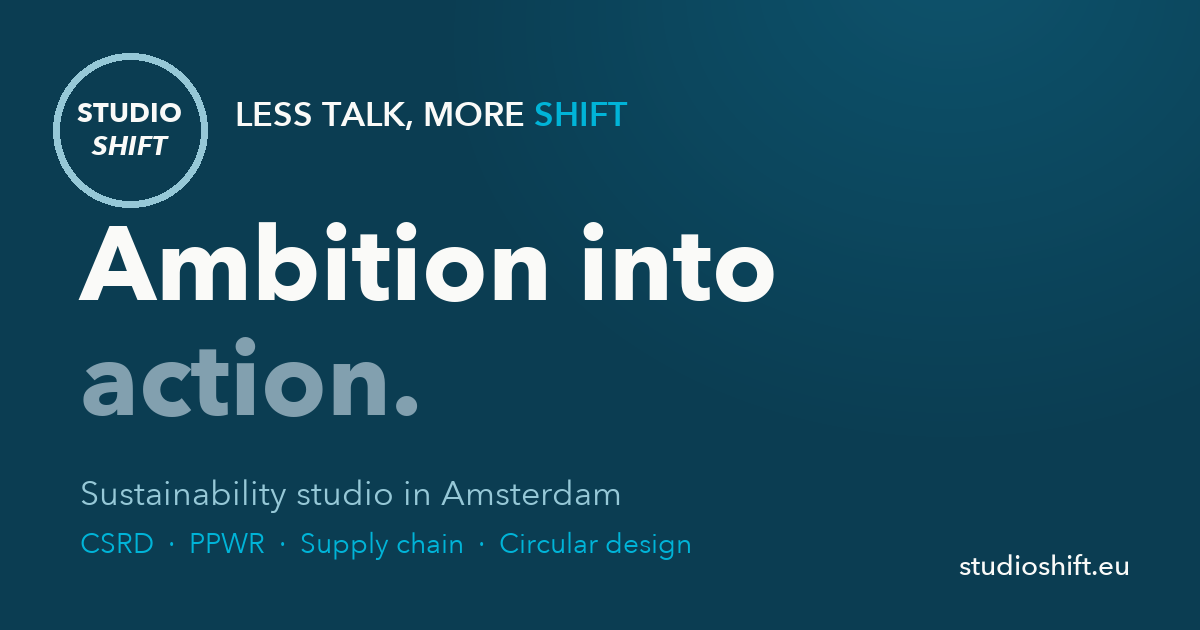 STUDIO
SHIFT
LESS TALK, MORE SHIFT
Ambition into
action.
Sustainability studio in Amsterdam
CSRD · PPWR · Supply chain · Circular design
studioshift.eu